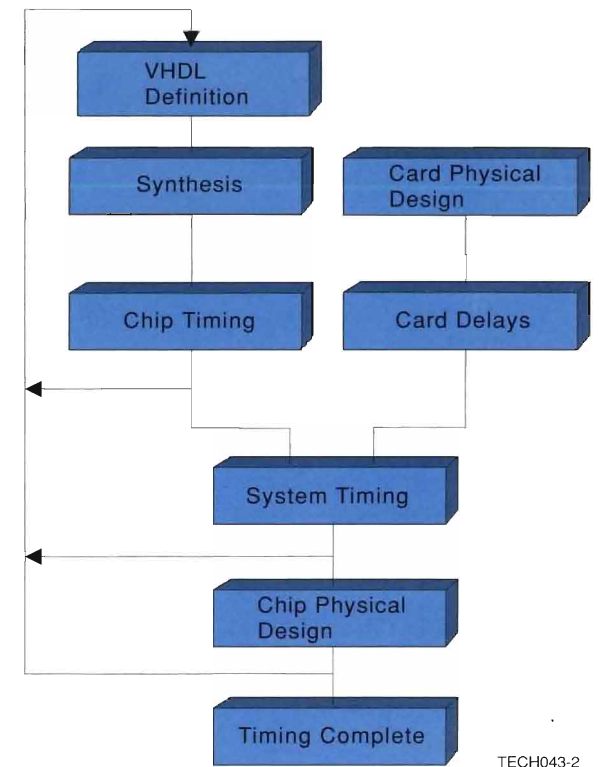 VHDL
Definition
Synthesis
Card Physical
Design
Chip Timing
Card Delays
System Timing
Chip Physical
Design
Timing Complete
TECH043-2